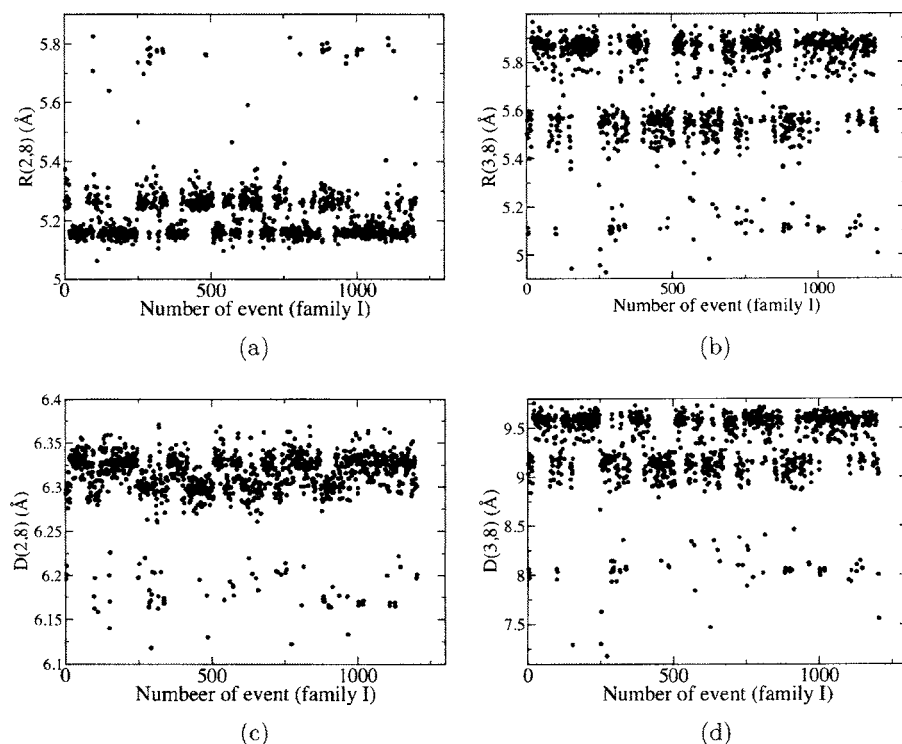 5.8
5.6
5.4
5.2
5
R(2,8) (Å)
0
500
1000
Number of event (family I)
(a)
5.8
5.6
5.4
5.2
5
R(3,8) (Å)
0
500
1000
Number of event (family I)
(b)
6.4
6.35
6.3
6.25
6.2
6.15
6.1
D(2,8) (Å)
0
500
1000
Numbeer of event (family I)
(c)
9.5
9
8.5
8
7.5
D(3,8) (Å)
0
500
1000
Number of event (family I)
(d)